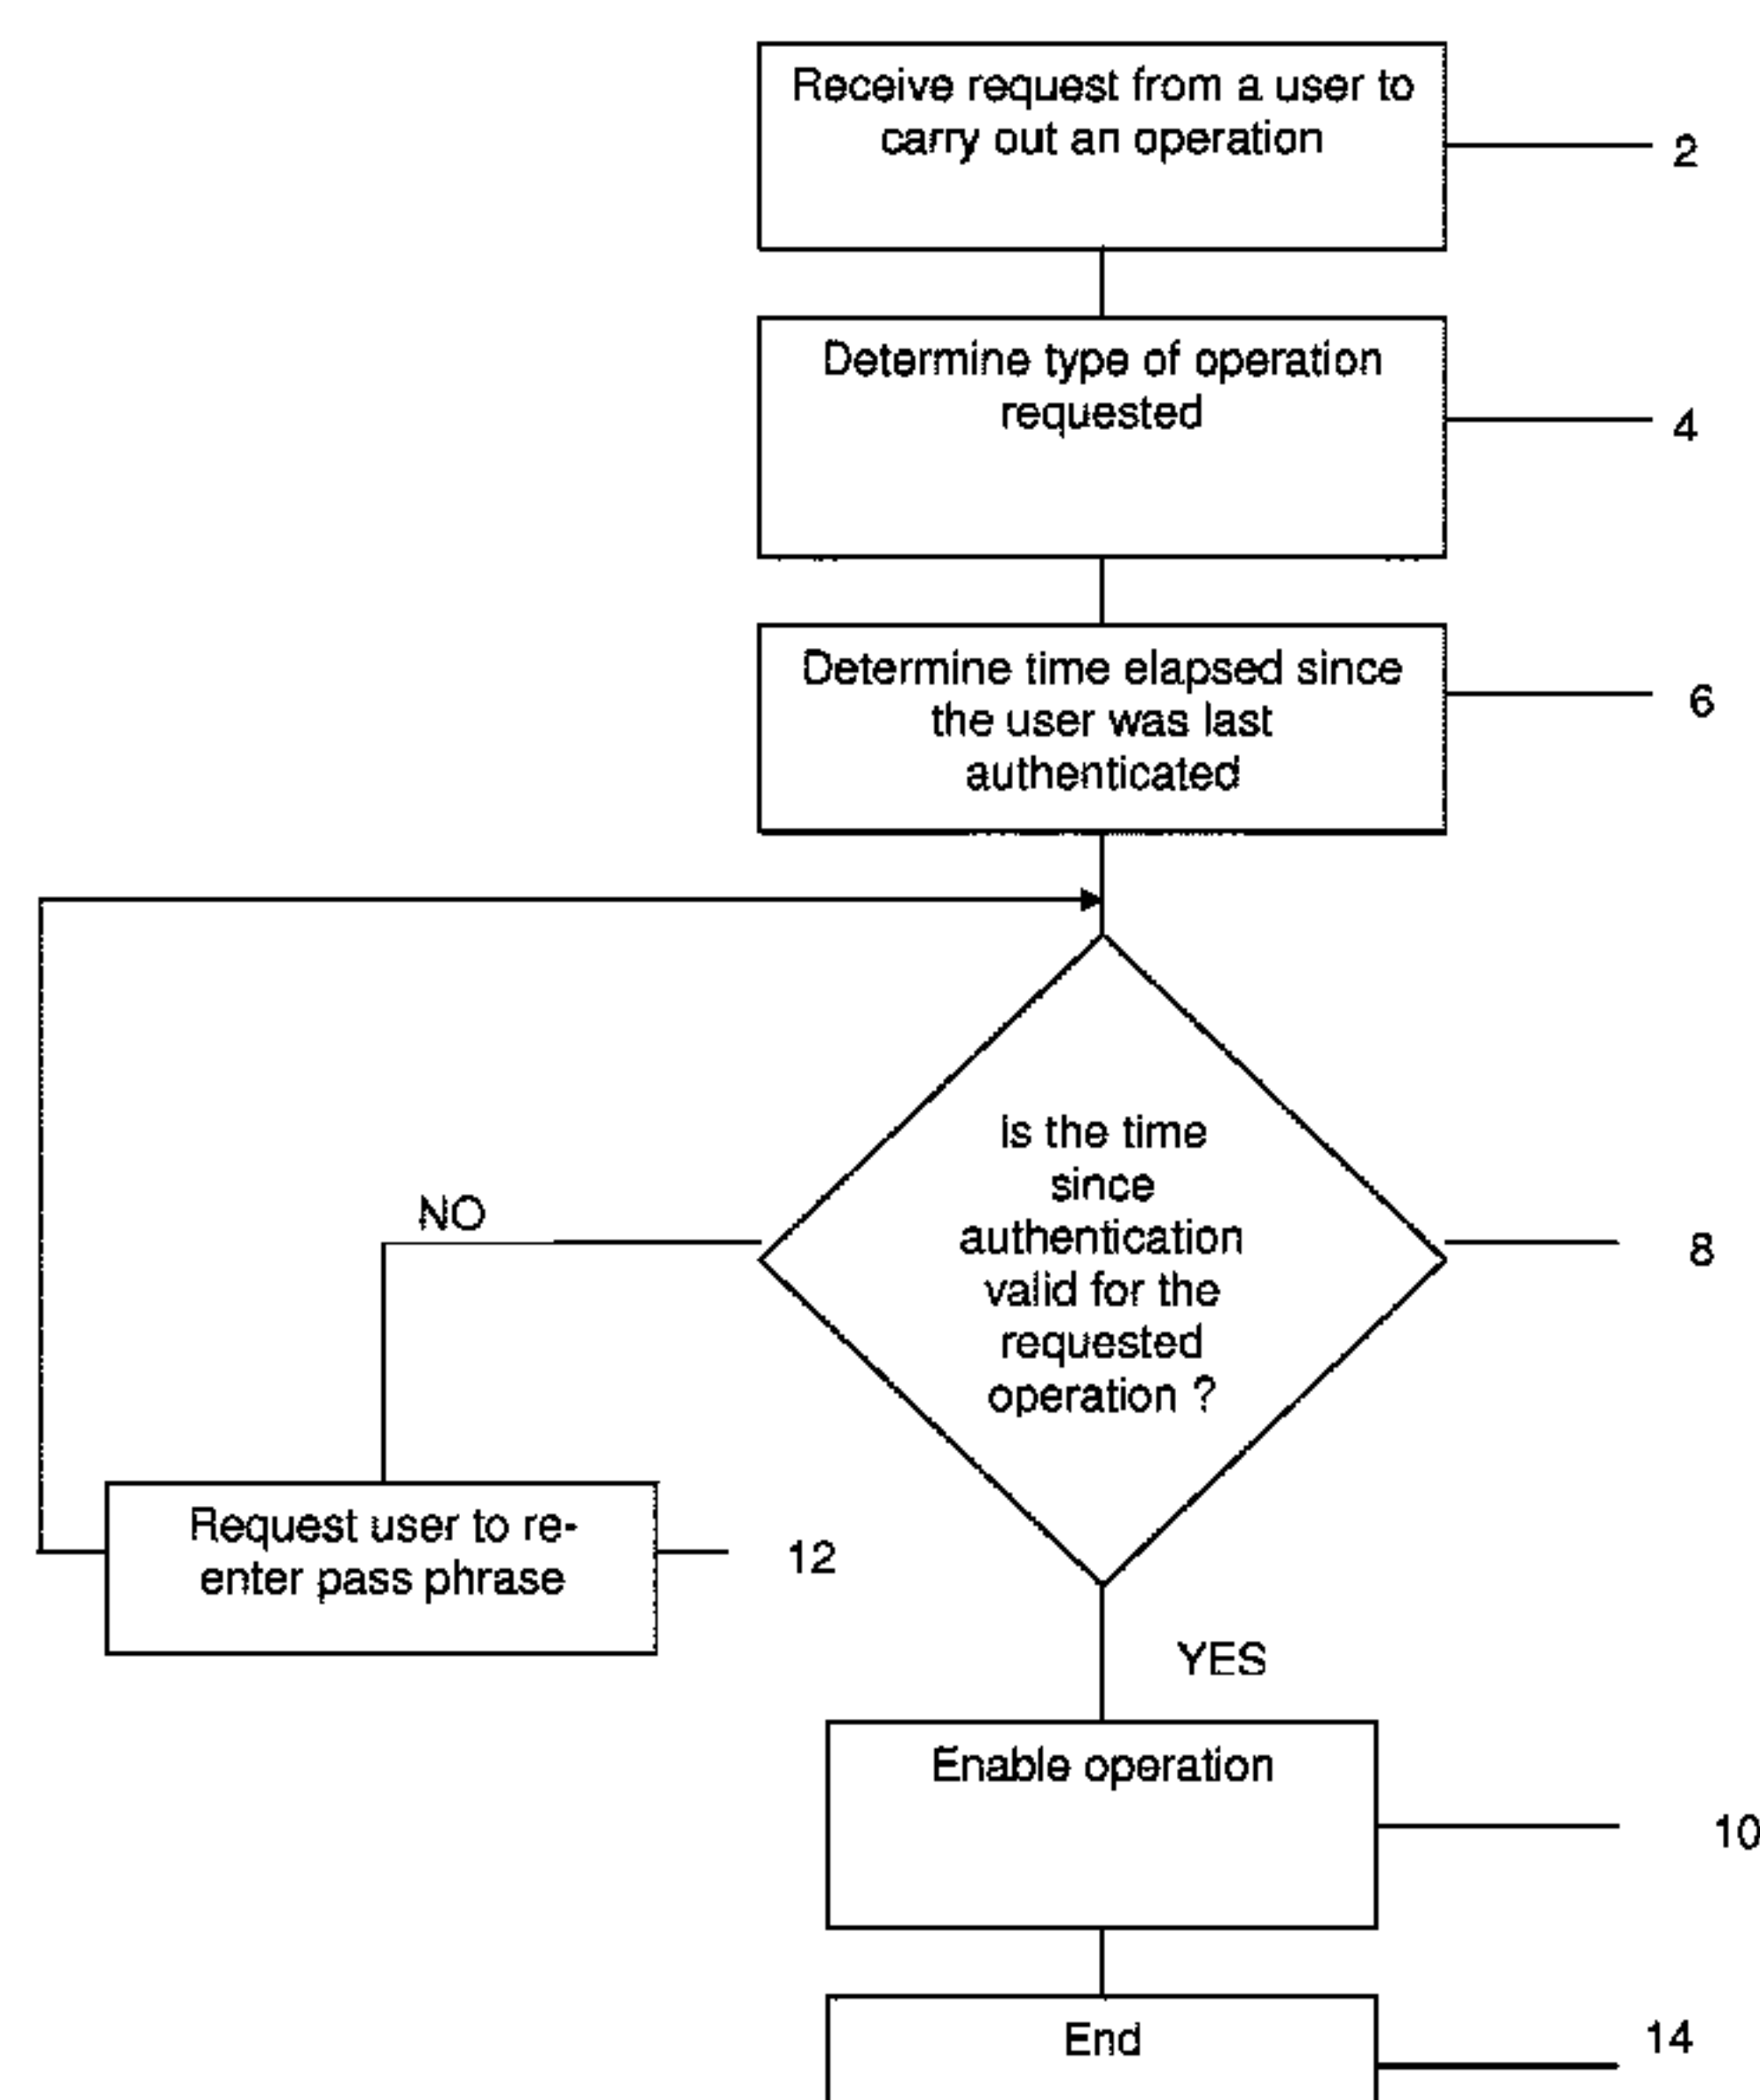 Receive request from a user to
carry out an operation
2
Determine type of operation
requested
4
Determine time elapsed since
the user was last
authenticated
6
is the time
since
authentication
valid for the
requested
operation ?
8
NO
Request user to re-
enter pass phrase
12
YES
Enable operation
10
End
14